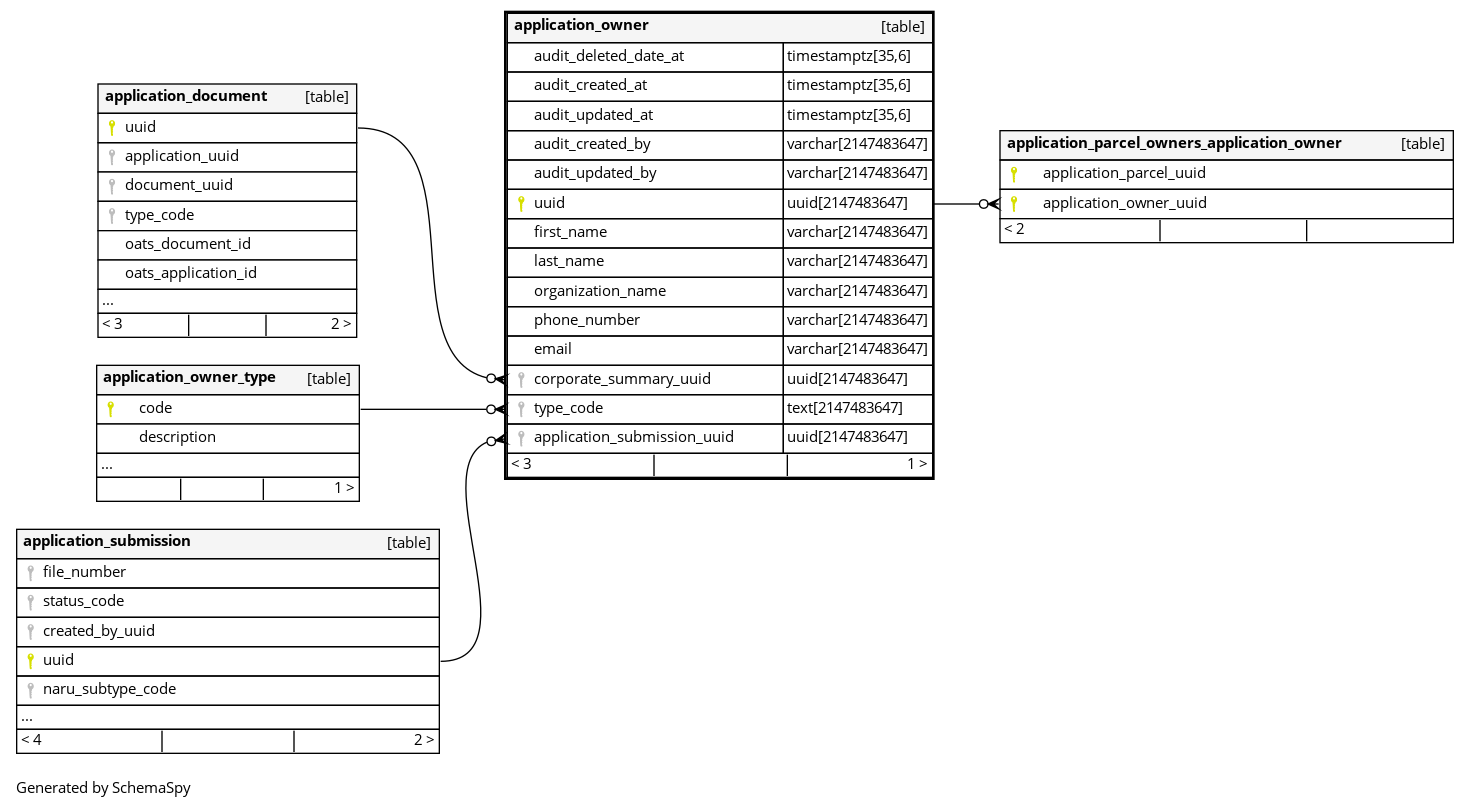 application_owner [table]
audit_deleted_date_at timestamptz[35,6]
audit_created_at timestamptz[35,6]
audit_updated_at timestamptz[35,6]
audit_created_by varchar[2147483647]
audit_updated_by varchar[2147483647]
uuid uuid[2147483647]
first_name varchar[2147483647]
last_name varchar[2147483647]
organization_name varchar[2147483647]
phone_number varchar[2147483647]
email varchar[2147483647]
corporate_summary_uuid uuid[2147483647]
type_code text[2147483647]
application_submission_uuid uuid[2147483647]
< 3 1 >
application_document [table]
uuid
application_uuid
document_uuid
type_code
oats_document_id
oats_application_id
...
< 3 2 >
application_owner_type [table]
code
description
...
1 >
application_submission [table]
file_number
status_code
created_by_uuid
uuid
naru_subtype_code
...
< 4 2 >
application_parcel_owners_application_owner [table]
application_parcel_uuid
application_owner_uuid
< 2
Generated by SchemaSpy